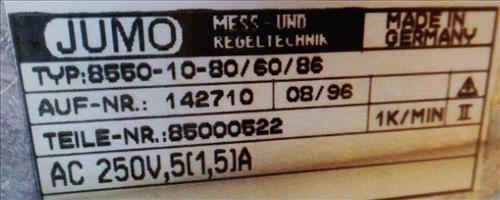 JUMO MESS- UND REGELTECHNIK MADE IN GERMANY
TYP:8550-10-80/60/86
AUF-NR.: 142710 08/96
TEILE-NR.:85000522 1K/MIN II
AC 250V,5(1,5)A